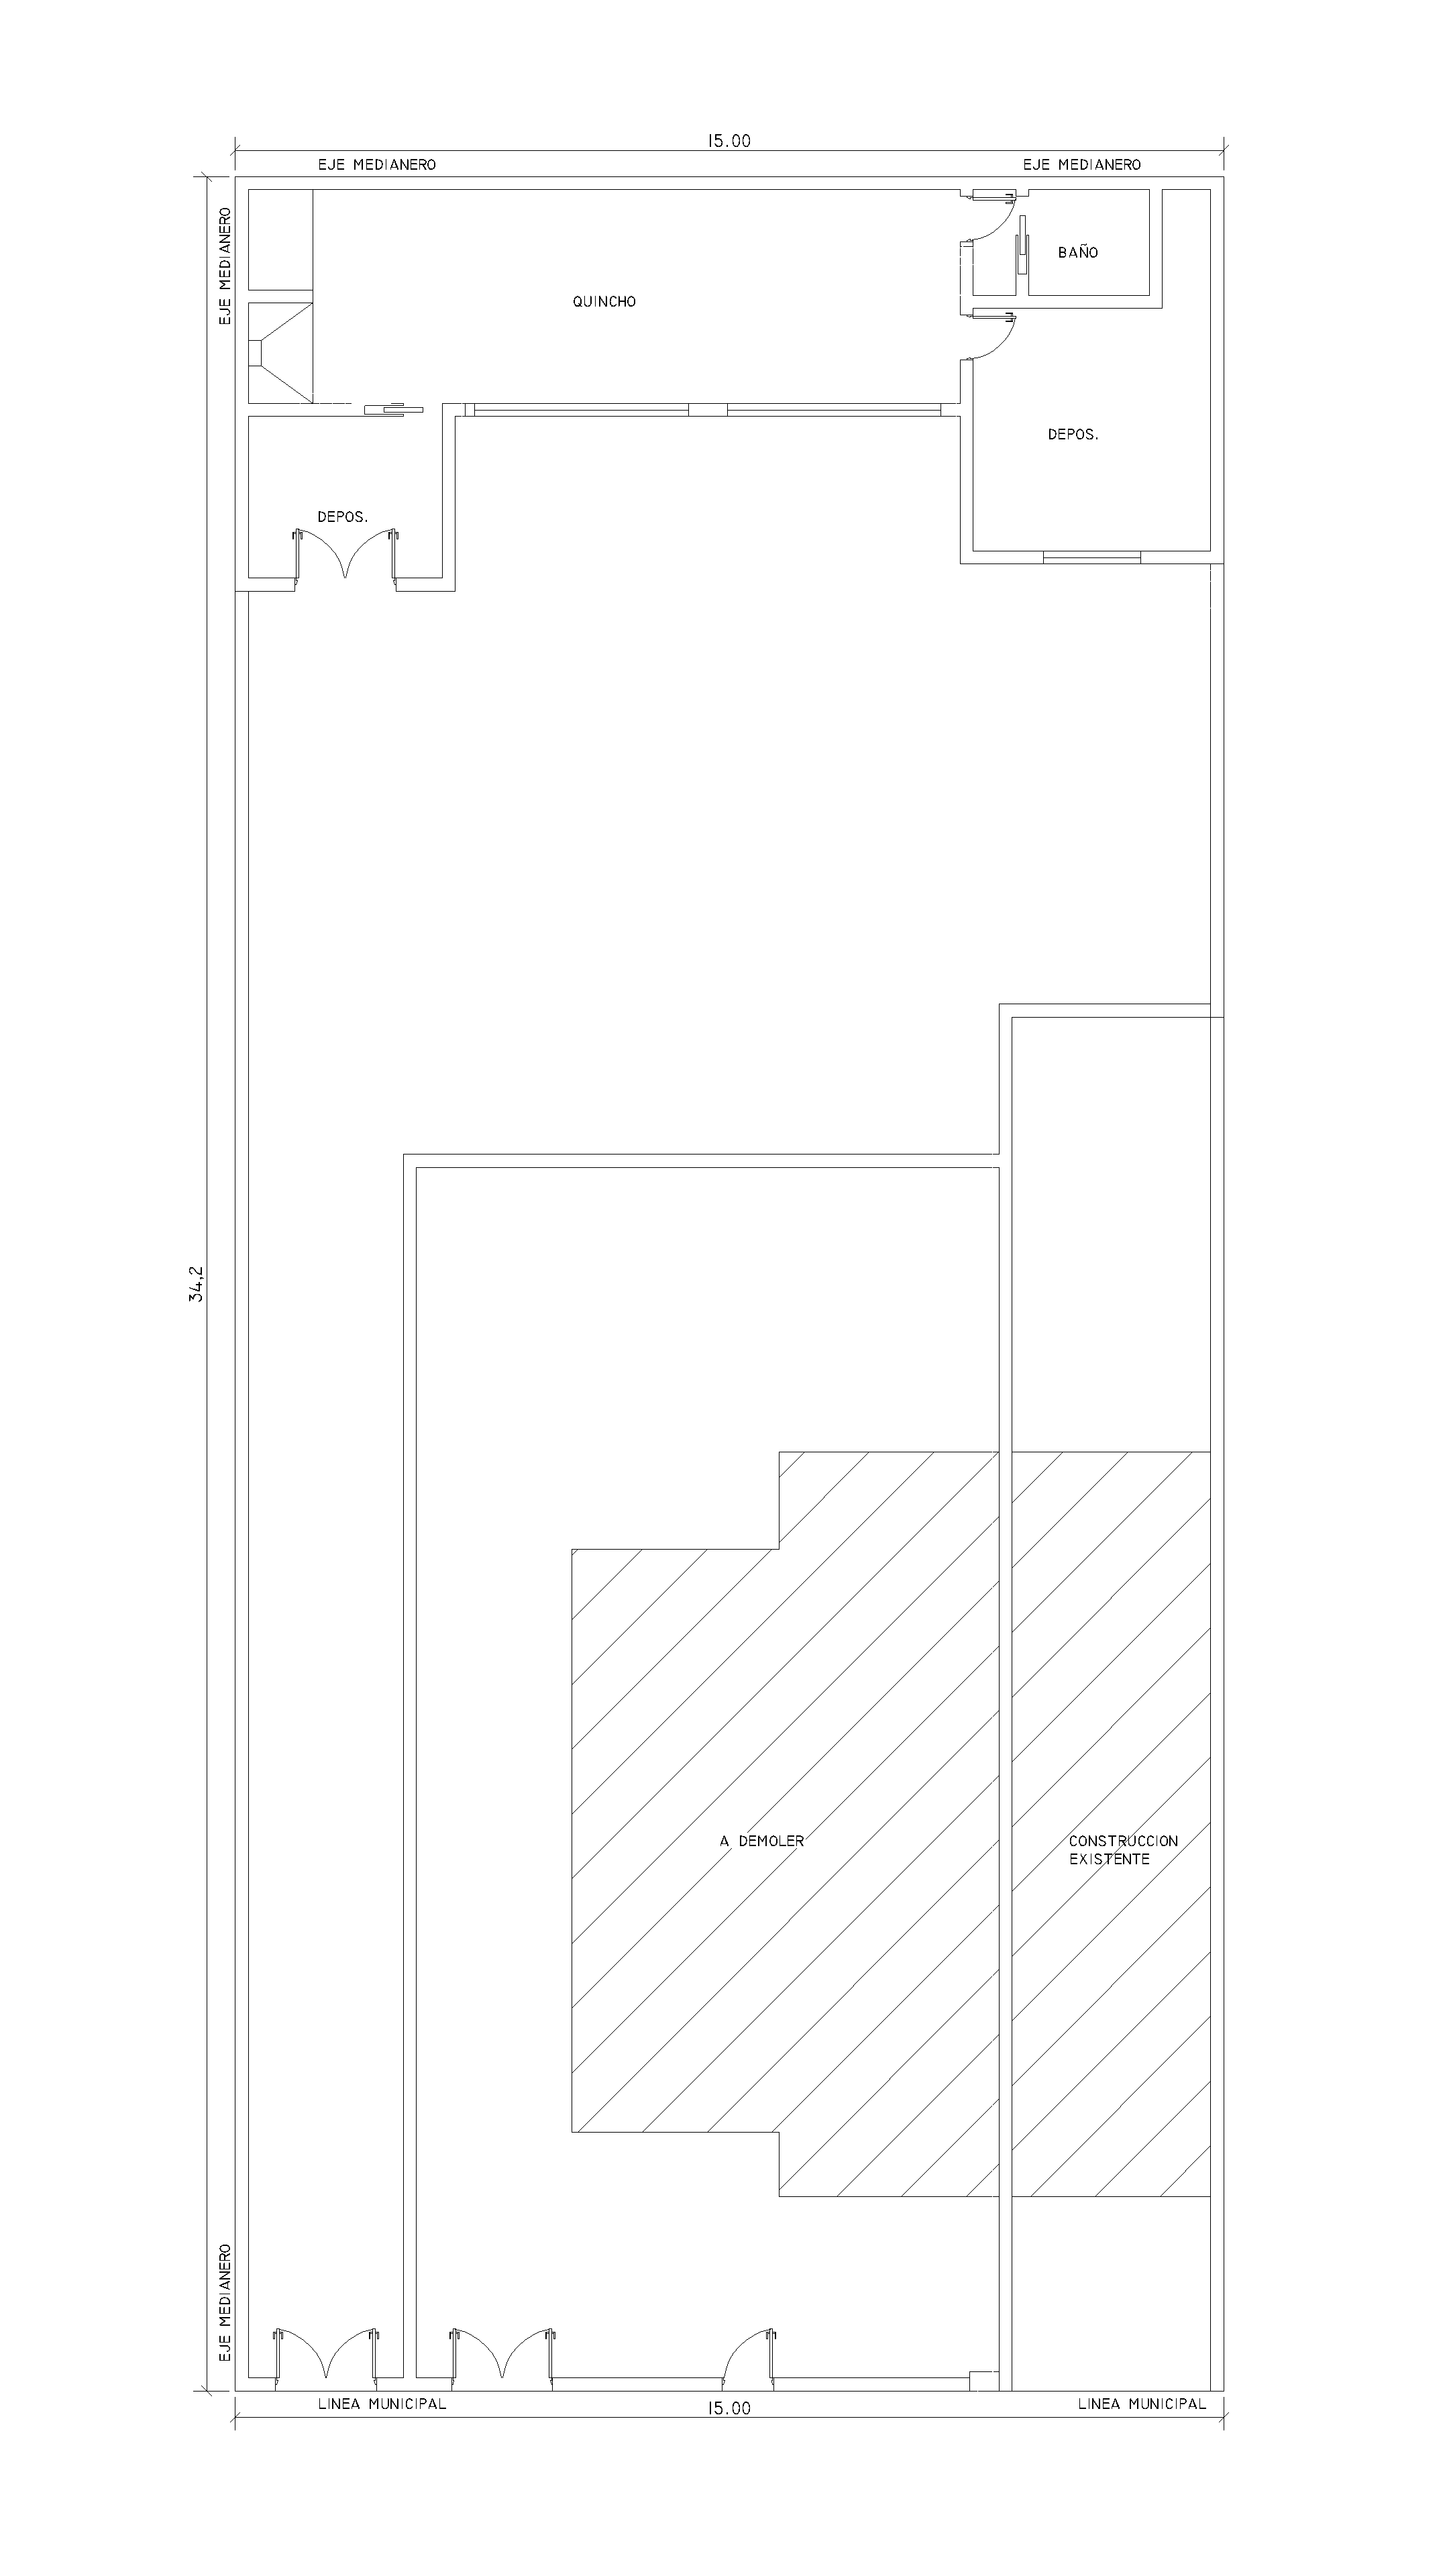 15.00
EJE MEDIANERO
EJE MEDIANERO
EJE MEDIANERO
BAÑO
QUINCHO
DEPOS.
DEPOS.
34,2
A DEMOLER
CONSTRUCCION
EXISTENTE
EJE MEDIANERO
LINEA MUNICIPAL
15.00
LINEA MUNICIPAL